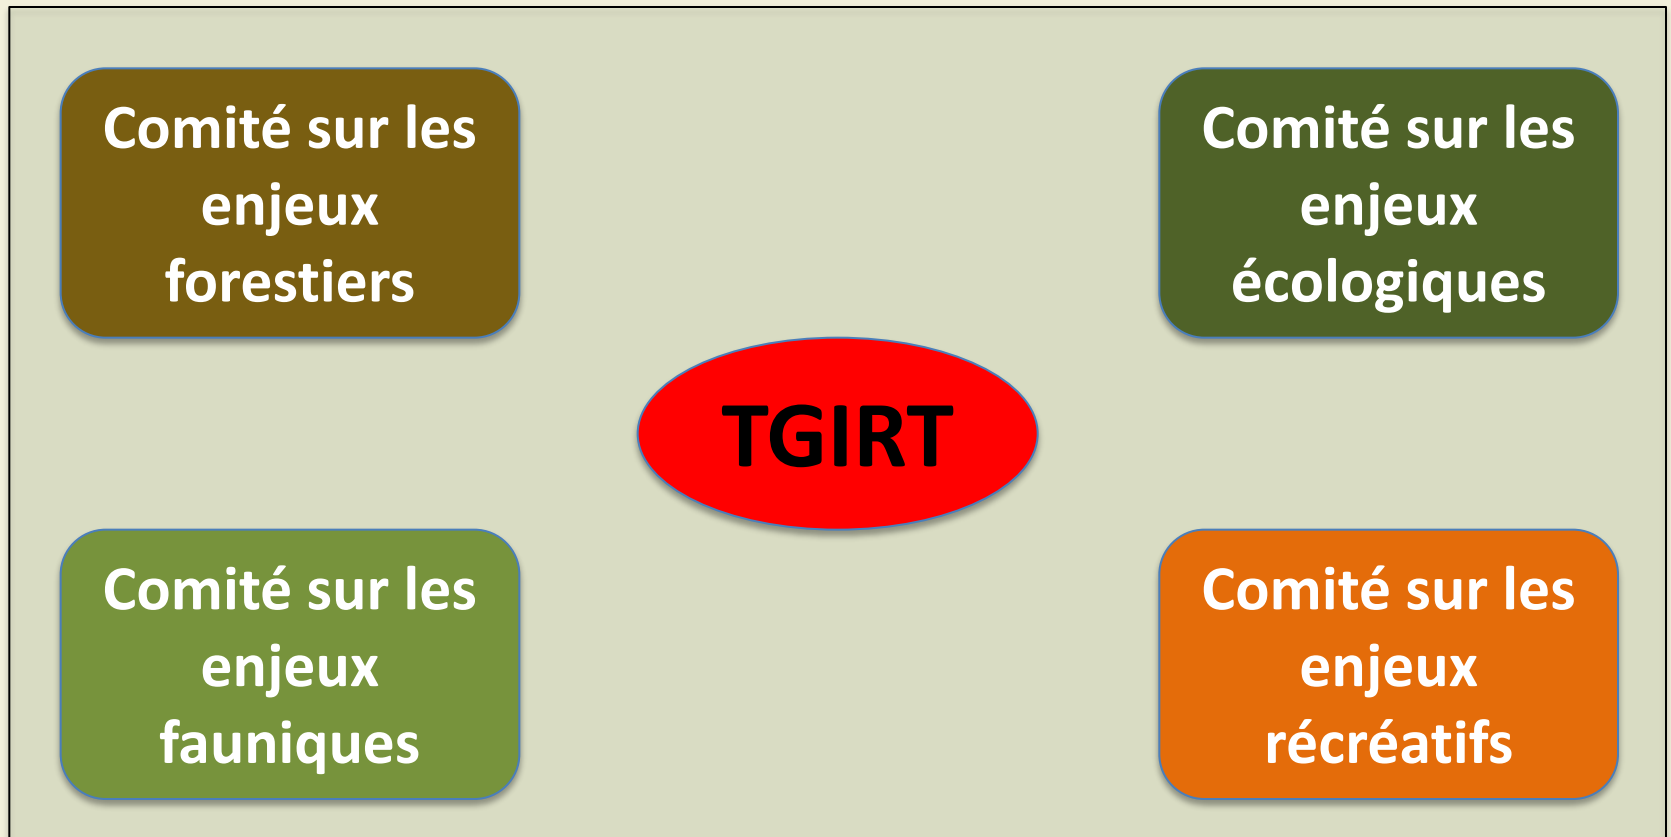 Comité sur les
enjeux
forestiers
Comité sur les
enjeux
écologiques
TGIRT
Comité sur les
enjeux
fauniques
Comité sur les
enjeux
récréatifs